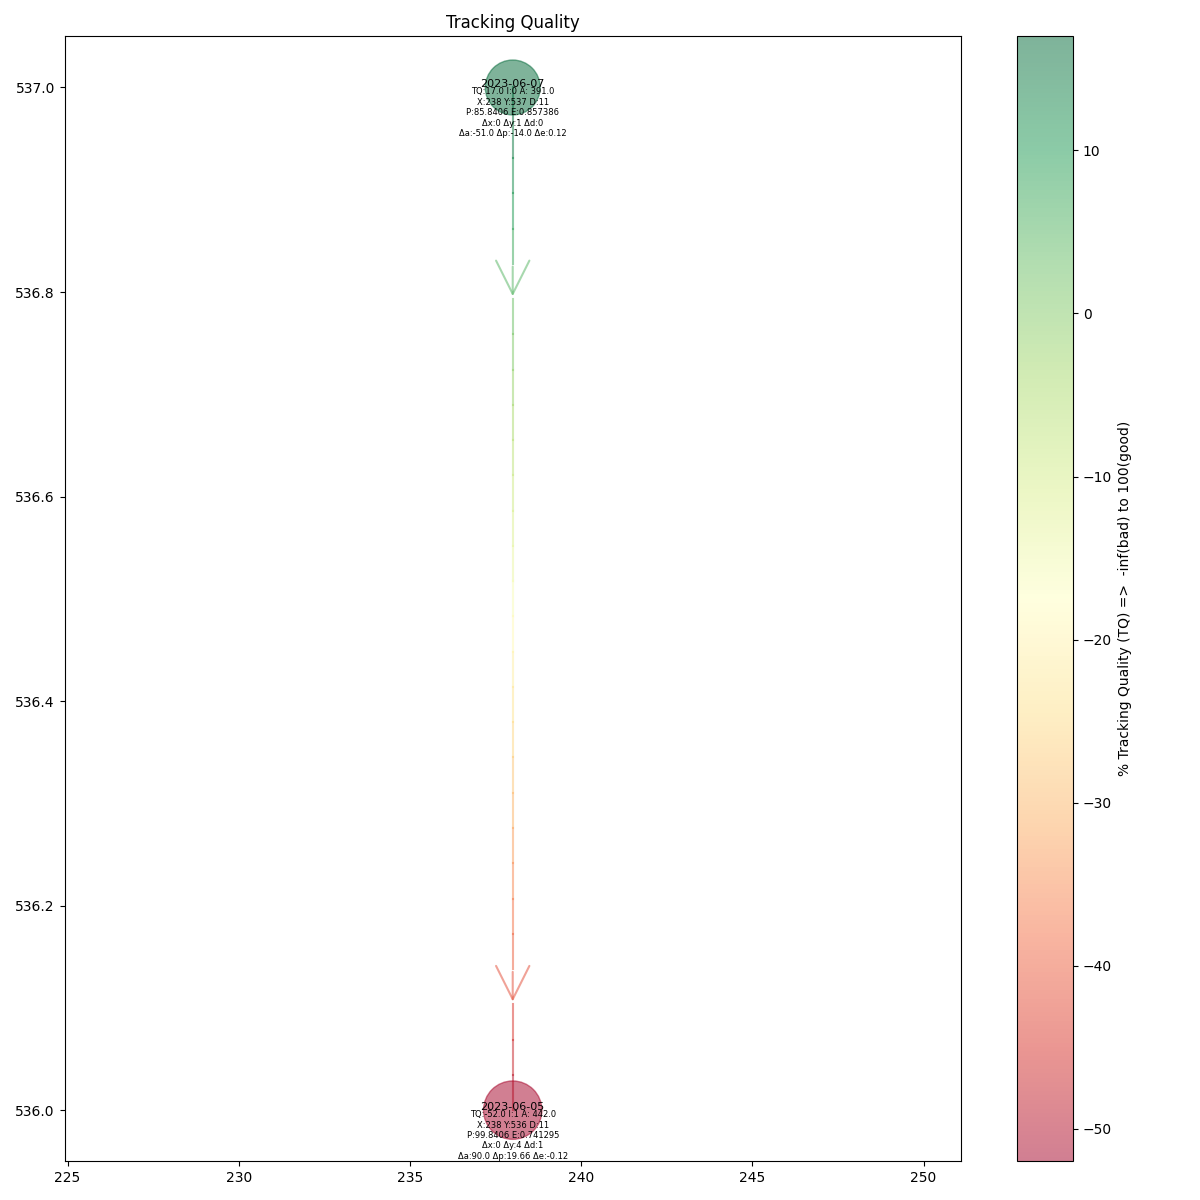 Tracking Quality
537.0
536.8
536.6
536.4
536.2
536.0
2023-06-07
TQ:17.0 I:0 A: 391.0
X:238 Y:537 D:11
P:85.8406 E:0.857386
Δx:0 Δy:1 Δd:0
Δa:-51.0 Δp:-14.0 Δe:0.12
2023-06-05
TQ:-52.0 I:1 A: 442.0
X:238 Y:536 D:11
P:99.8406 E:0.741295
Δx:0 Δy:4 Δd:1
Δa:90.0 Δp:19.66 Δe:-0.12
225 230 235 240 245 250
10
0
−10
−20
−30
−40
−50
% Tracking Quality (TQ) => -inf(bad) to 100(good)